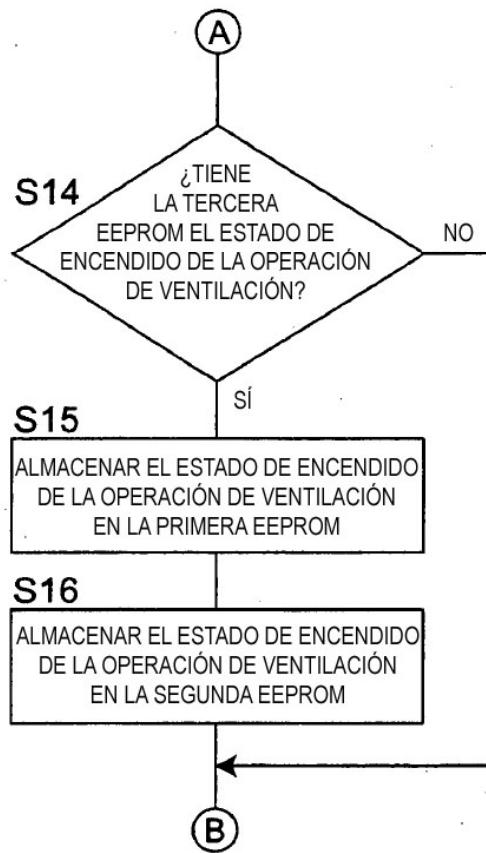 A
S14
¿TIENE
LA TERCERA
EEPROM EL ESTADO DE
ENCENDIDO DE LA OPERACIÓN
DE VENTILACIÓN?
NO
SÍ
S15
ALMACENAR EL ESTADO DE ENCENDIDO
DE LA OPERACIÓN DE VENTILACIÓN
EN LA PRIMERA EEPROM
S16
ALMACENAR EL ESTADO DE ENCENDIDO
DE LA OPERACIÓN DE VENTILACIÓN
EN LA SEGUNDA EEPROM
B